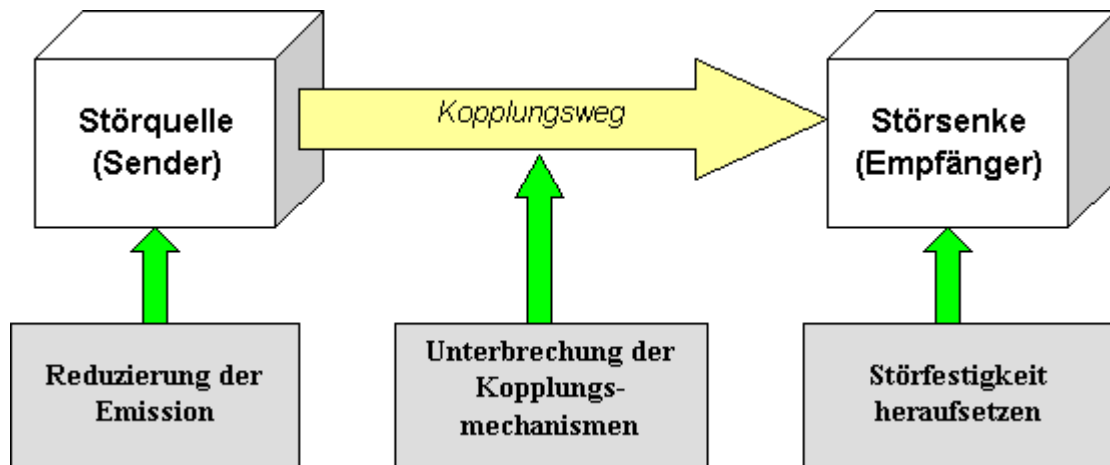 Störquelle
(Sender)
Kopplungsweg
Störsenke
(Empfänger)
Reduzierung der
Emission
Unterbrechung der
Kopplungs-
mechanismen
Störfestigkeit
heraufsetzen